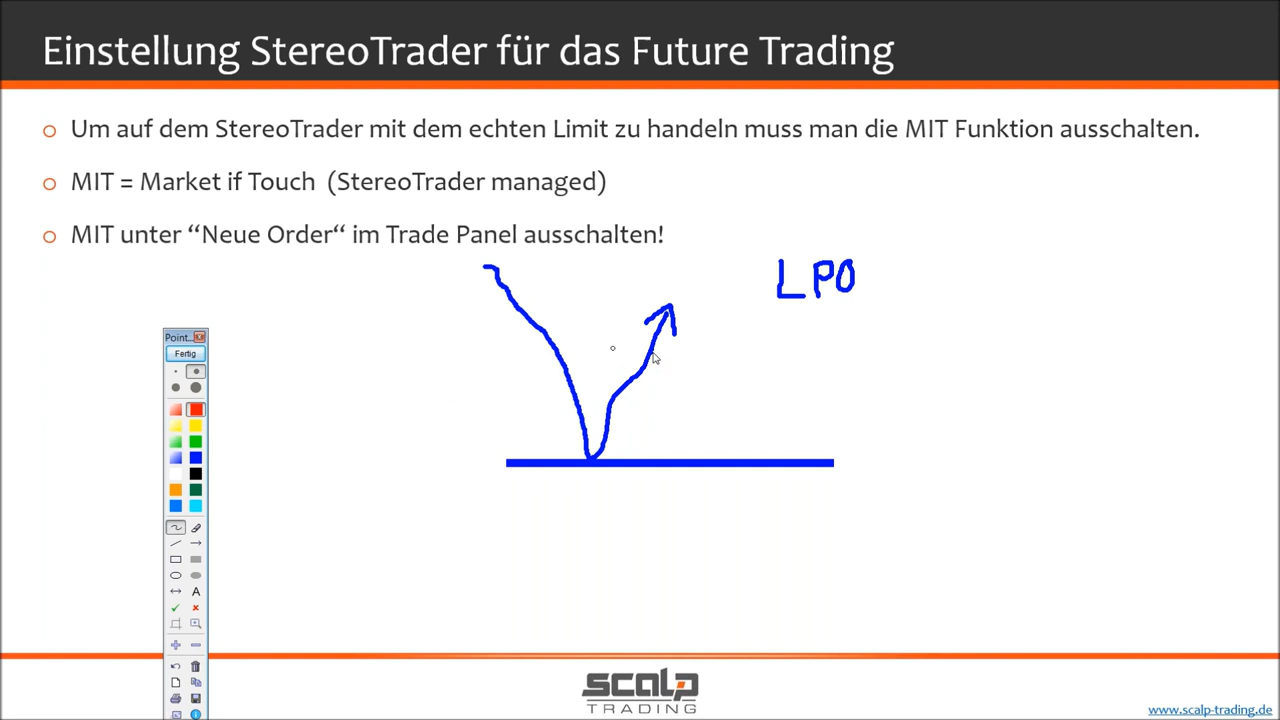 Einstellung StereoTrader für das Future Trading
Um auf dem StereoTrader mit dem echten Limit zu handeln muss man die MIT Funktion ausschalten.
MIT = Market if Touch (StereoTrader managed)
MIT unter “Neue Order“ im Trade Panel ausschalten!
LPO
Point...
Fertig
A
SCALP
TRADING
www.scalp-trading.de